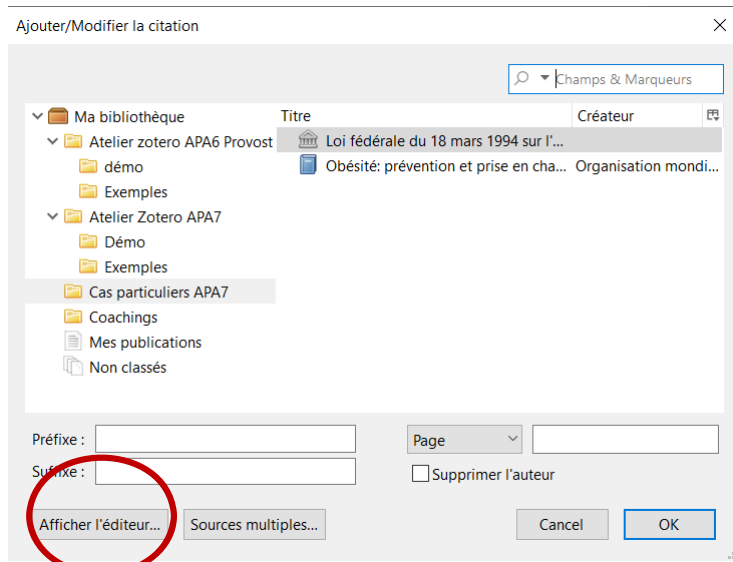 Ajouter/Modifier la citation
Champs & Marqueurs
Ma bibliothèque
Titre Créateur
Atelier zotero APA6 Provost
Loi fédérale du 18 mars 1994 sur l'...
démo
Obésité: prévention et prise en cha... Organisation mondi...
Exemples
Atelier Zotero APA7
Démo
Exemples
Cas particuliers APA7
Coachings
Mes publications
Non classés
Préfixe :
Page
Suffixe :
Supprimer l'auteur
Afficher l'éditeur... Sources multiples... Cancel OK